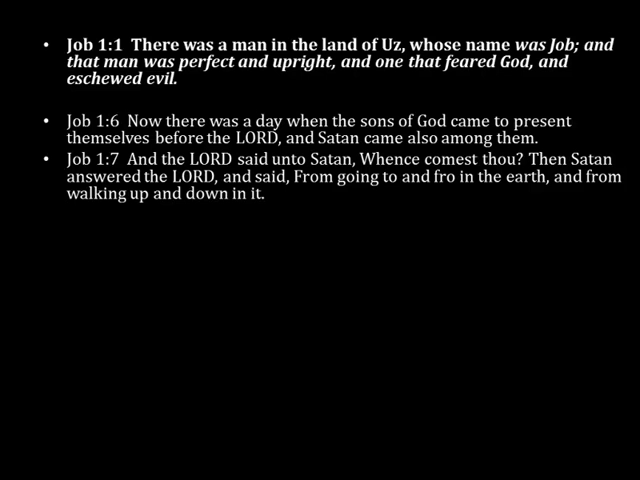 • Job 1:1  There was a man in the land of Uz, whose name was Job; and
that man was perfect and upright, and one that feared God, and
eschewed evil.
• Job 1:6  Now there was a day when the sons of God came to present
themselves before the LORD, and Satan came also among them.
• Job 1:7  And the LORD said unto Satan, Whence comest thou? Then Satan
answered the LORD, and said, From going to and fro in the earth, and from
walking up and down in it.